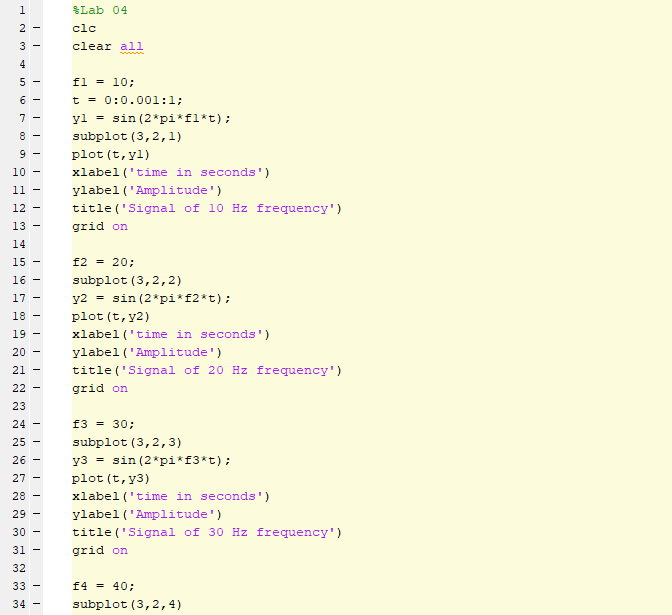 1 %Lab 04
2 - clc
3 - clear all
4
5 - f1 = 10;
6 - t = 0:0.001:1;
7 - y1 = sin(2*pi*f1*t);
8 - subplot(3,2,1)
9 - plot(t,y1)
10 - xlabel('time in seconds')
11 - ylabel('Amplitude')
12 - title('Signal of 10 Hz frequency')
13 - grid on
14
15 - f2 = 20;
16 - subplot(3,2,2)
17 - y2 = sin(2*pi*f2*t);
18 - plot(t,y2)
19 - xlabel('time in seconds')
20 - ylabel('Amplitude')
21 - title('Signal of 20 Hz frequency')
22 - grid on
23
24 - f3 = 30;
25 - subplot(3,2,3)
26 - y3 = sin(2*pi*f3*t);
27 - plot(t,y3)
28 - xlabel('time in seconds')
29 - ylabel('Amplitude')
30 - title('Signal of 30 Hz frequency')
31 - grid on
32
33 - f4 = 40;
34 - subplot(3,2,4)